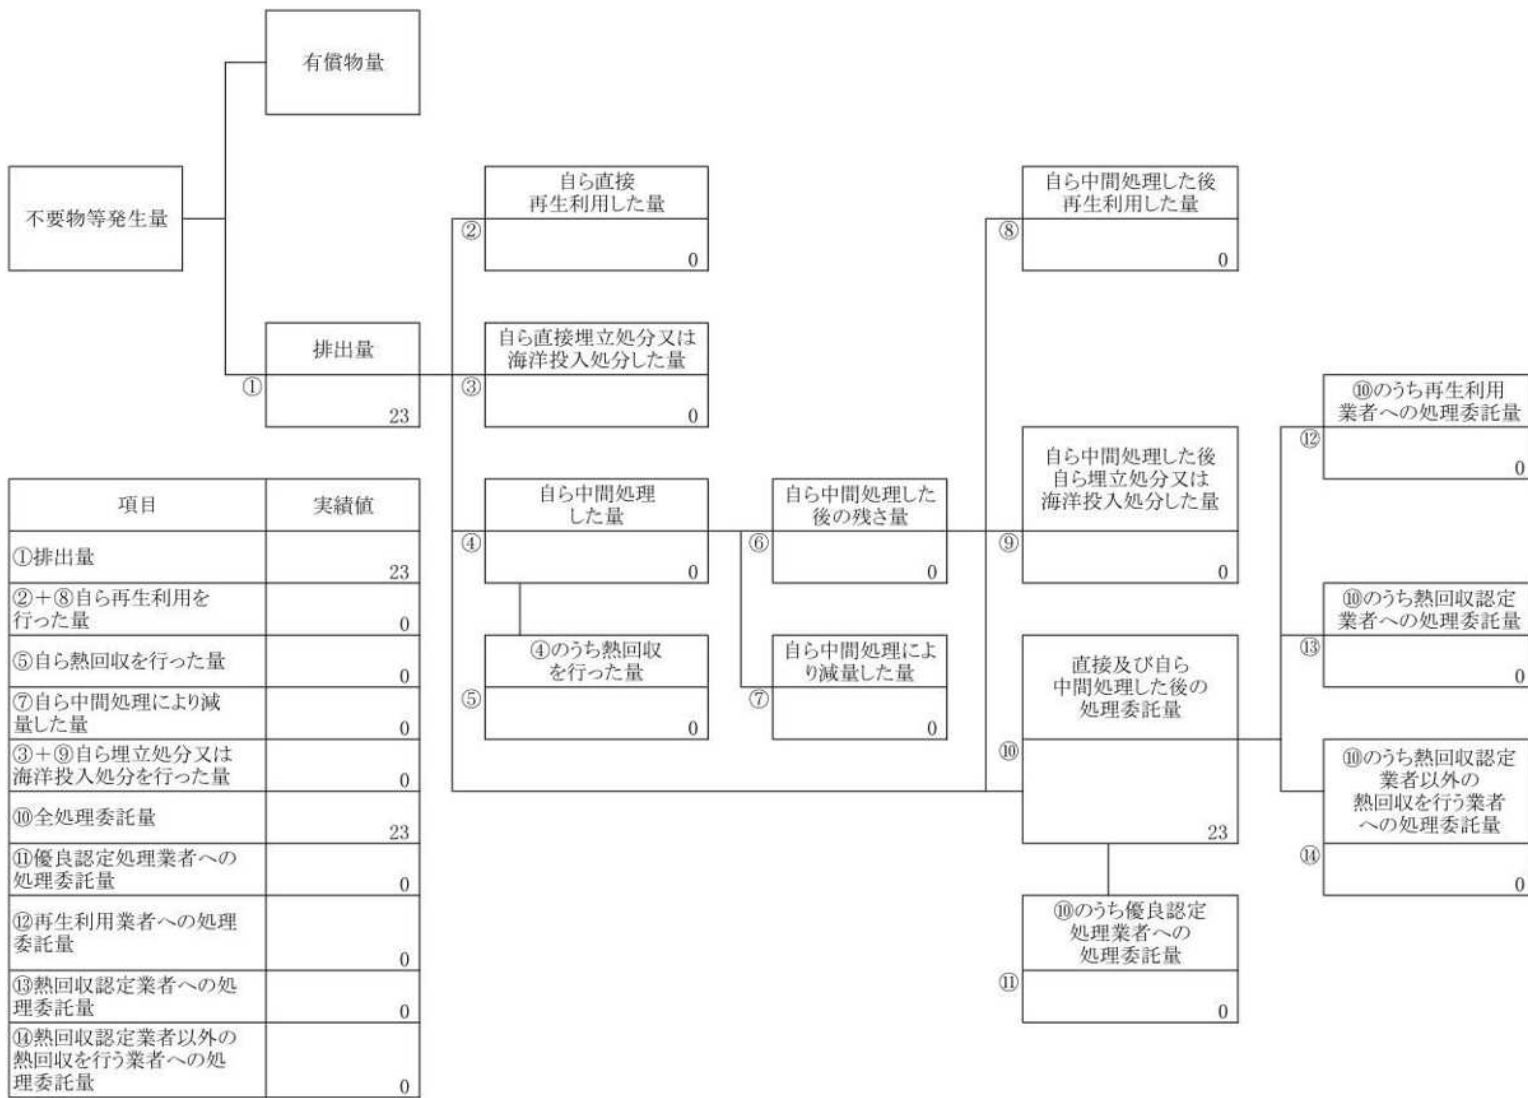 有償物量
不要物等発生量
排出量
①
23
自ら直接
再生利用した量
②
0
自ら直接埋立処分又は
海洋投入処分した量
③
0
自ら中間処理
した量
④
0
④のうち熱回収
を行った量
⑤
0
自ら中間処理した
後の残さ量
⑥
0
自ら中間処理によ
り減量した量
⑦
0
自ら中間処理した後
再生利用した量
⑧
0
自ら中間処理した後
自ら埋立処分又は
海洋投入処分した量
⑨
0
直接及び自ら
中間処理した後の
処理委託量
⑩
23
⑩のうち優良認定
処理業者への
処理委託量
⑪
0
⑩のうち再生利用
業者への処理委託量
⑫
0
⑩のうち熱回収認定
業者への処理委託量
⑬
0
⑩のうち熱回収認定
業者以外の
熱回収を行う業者
への処理委託量
⑭
0
項目 実績値
①排出量
23
②+⑧自ら再生利用を
行った量
0
⑤自ら熱回収を行った量
0
⑦自ら中間処理により減
量した量
0
③+⑨自ら埋立処分又は
海洋投入処分を行った量
0
⑩全処理委託量
23
⑪優良認定処理業者への
処理委託量
0
⑫再生利用業者への処理
委託量
0
⑬熱回収認定業者への処
理委託量
0
⑭熱回収認定業者以外の
熱回収を行う業者への処
理委託量
0